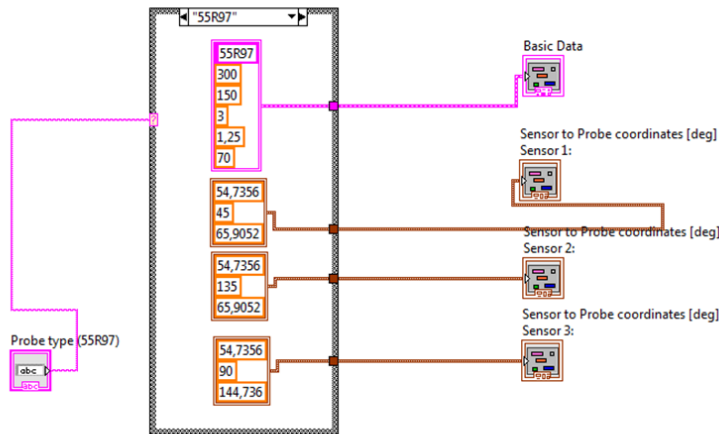 "55R97"
55R97
300
150
3
1,25
70
Basic Data
Sensor to Probe coordinates [deg]
Sensor 1:
54,7356
45
65,9052
Sensor to Probe coordinates [deg]
Sensor 2:
54,7356
135
65,9052
Sensor to Probe coordinates [deg]
Sensor 3:
54,7356
90
144,736
Probe type (55R97)
abc
abc